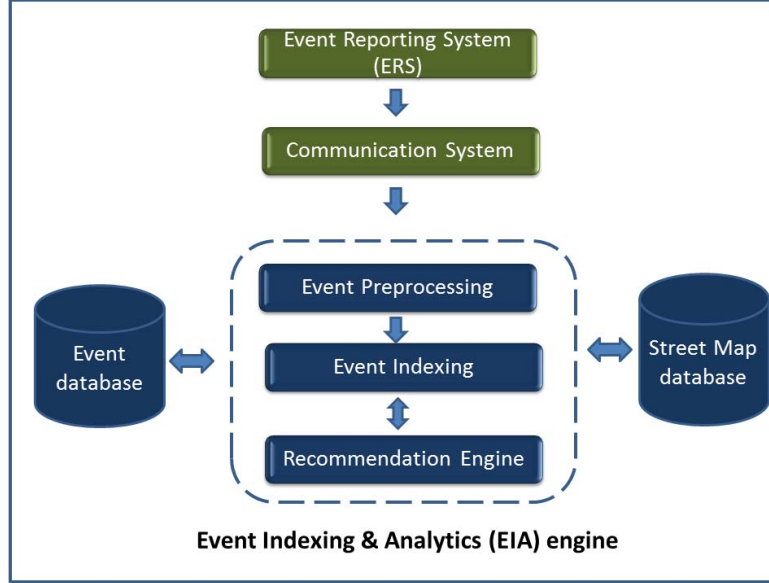 Event Reporting System
(ERS)
Communication System
Event Preprocessing
Event
database
Event Indexing
Street Map
database
Recommendation Engine
Event Indexing & Analytics (EIA) engine